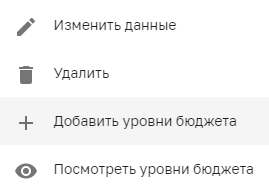 Изменить данные
Удалить
Добавить уровни бюджета
Посмотреть уровни бюджета